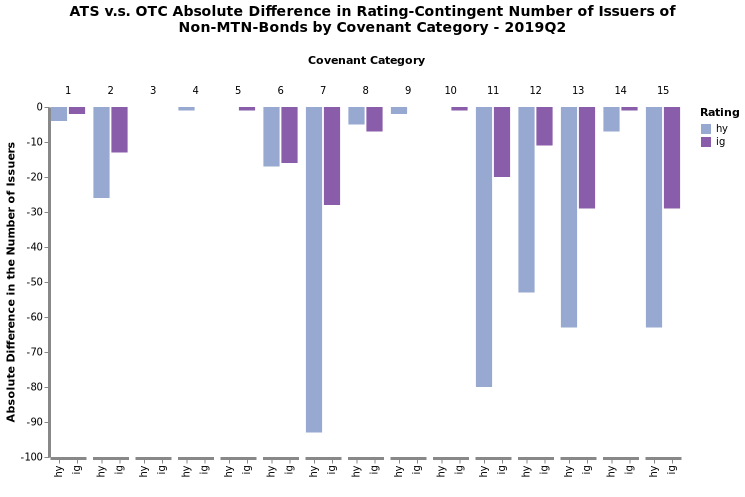 ATS v.s. OTC Absolute Difference in Rating-Contingent Number of Issuers of
Non-MTN-Bonds by Covenant Category - 2019Q2
Covenant Category
1 2 3 4 5 6 7 8 9 10 11 12 13 14 15
Absolute Difference in the Number of Issuers
0
-10
-20
-30
-40
-50
-60
-70
-80
-90
-100
hy ig hy ig hy ig hy ig hy ig hy ig hy ig hy ig hy ig hy ig hy ig hy ig hy ig hy ig hy ig
Rating
hy
ig